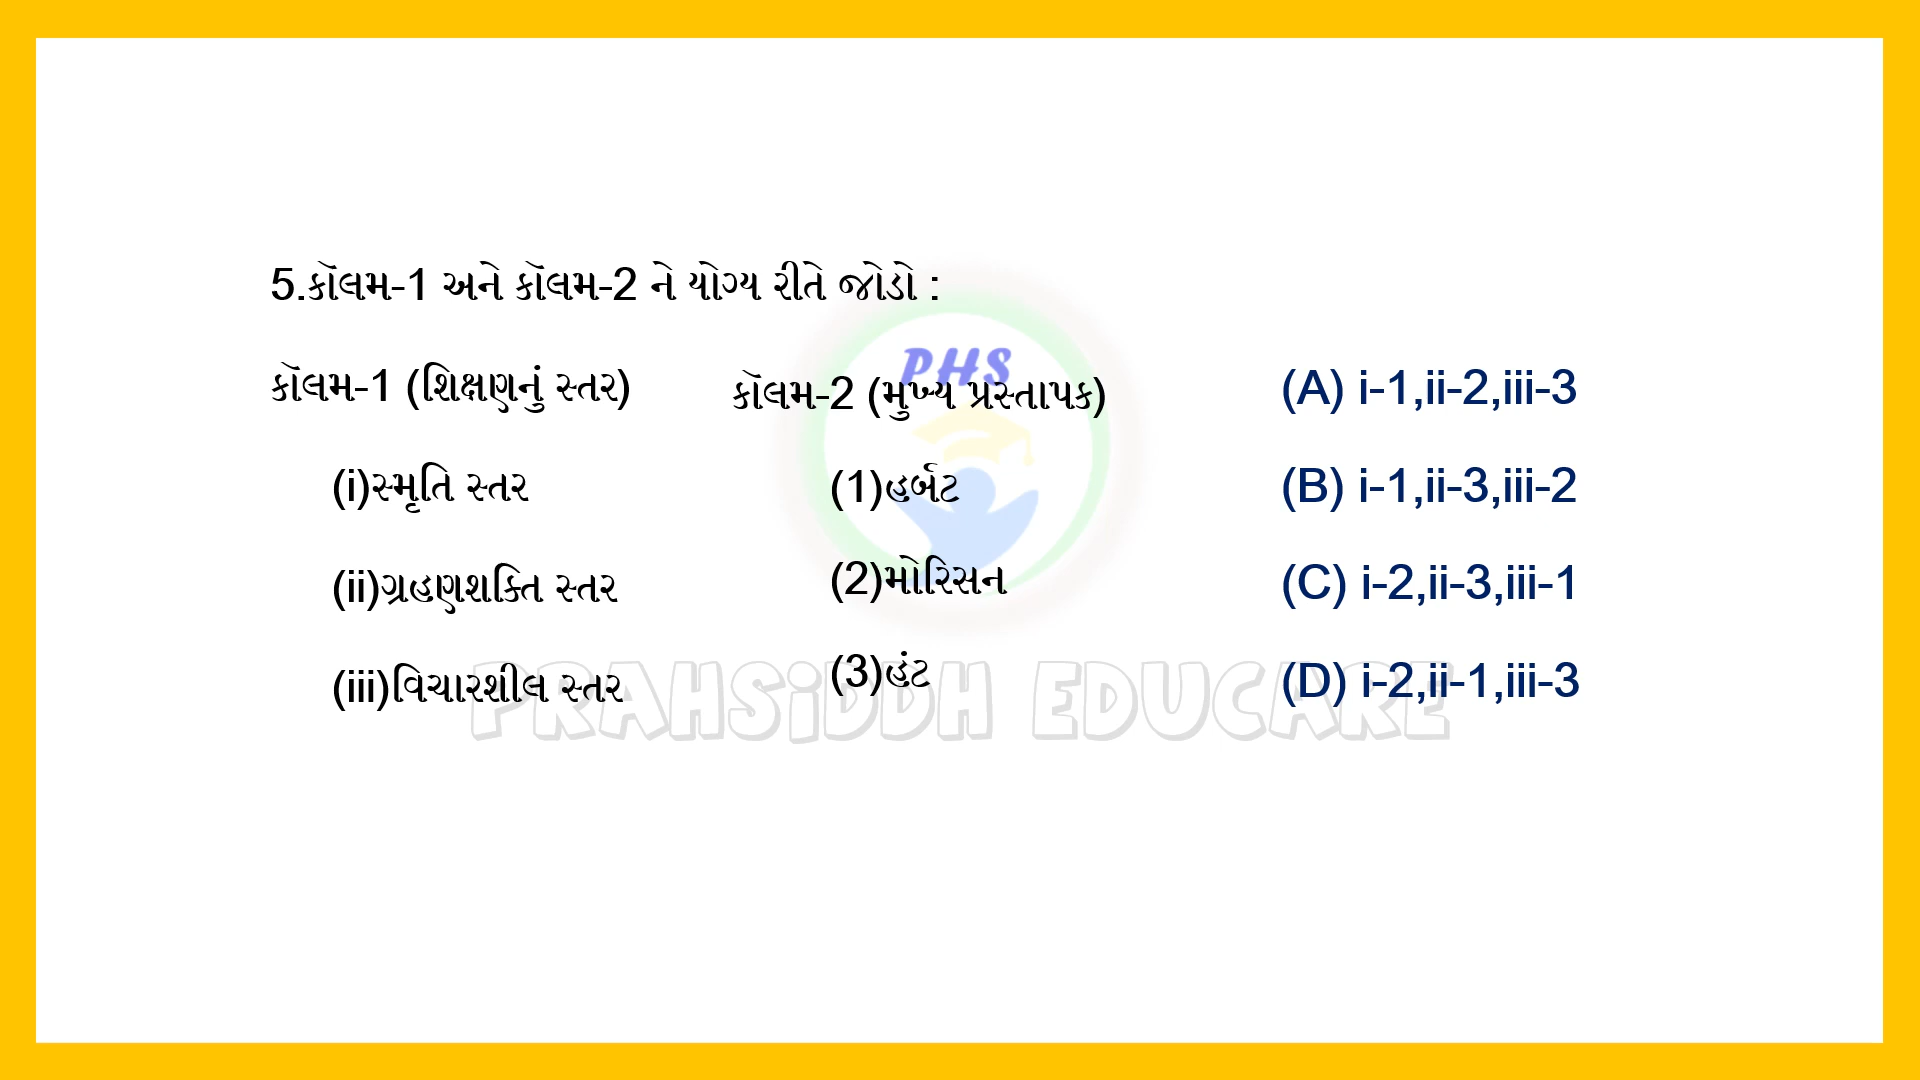 5.કૉલમ-1 અને કૉલમ-2 ને યોગ્ય રીતે જોડો :
કૉલમ-1 (શિક્ષણનું સ્તર)
(i)સ્મૃતિ સ્તર
(ii)ગ્રહણશક્તિ સ્તર
(iii)વિચારશીલ સ્તર
કૉલમ-2 (મુખ્ય પ્રસ્તાપક)
(1)હર્બટ
(2)મોરિસન
(3)હંટ
(A) i-1,ii-2,iii-3
(B) i-1,ii-3,iii-2
(C) i-2,ii-3,iii-1
(D) i-2,ii-1,iii-3
PHS
PRAHSiDDH EDUCARE